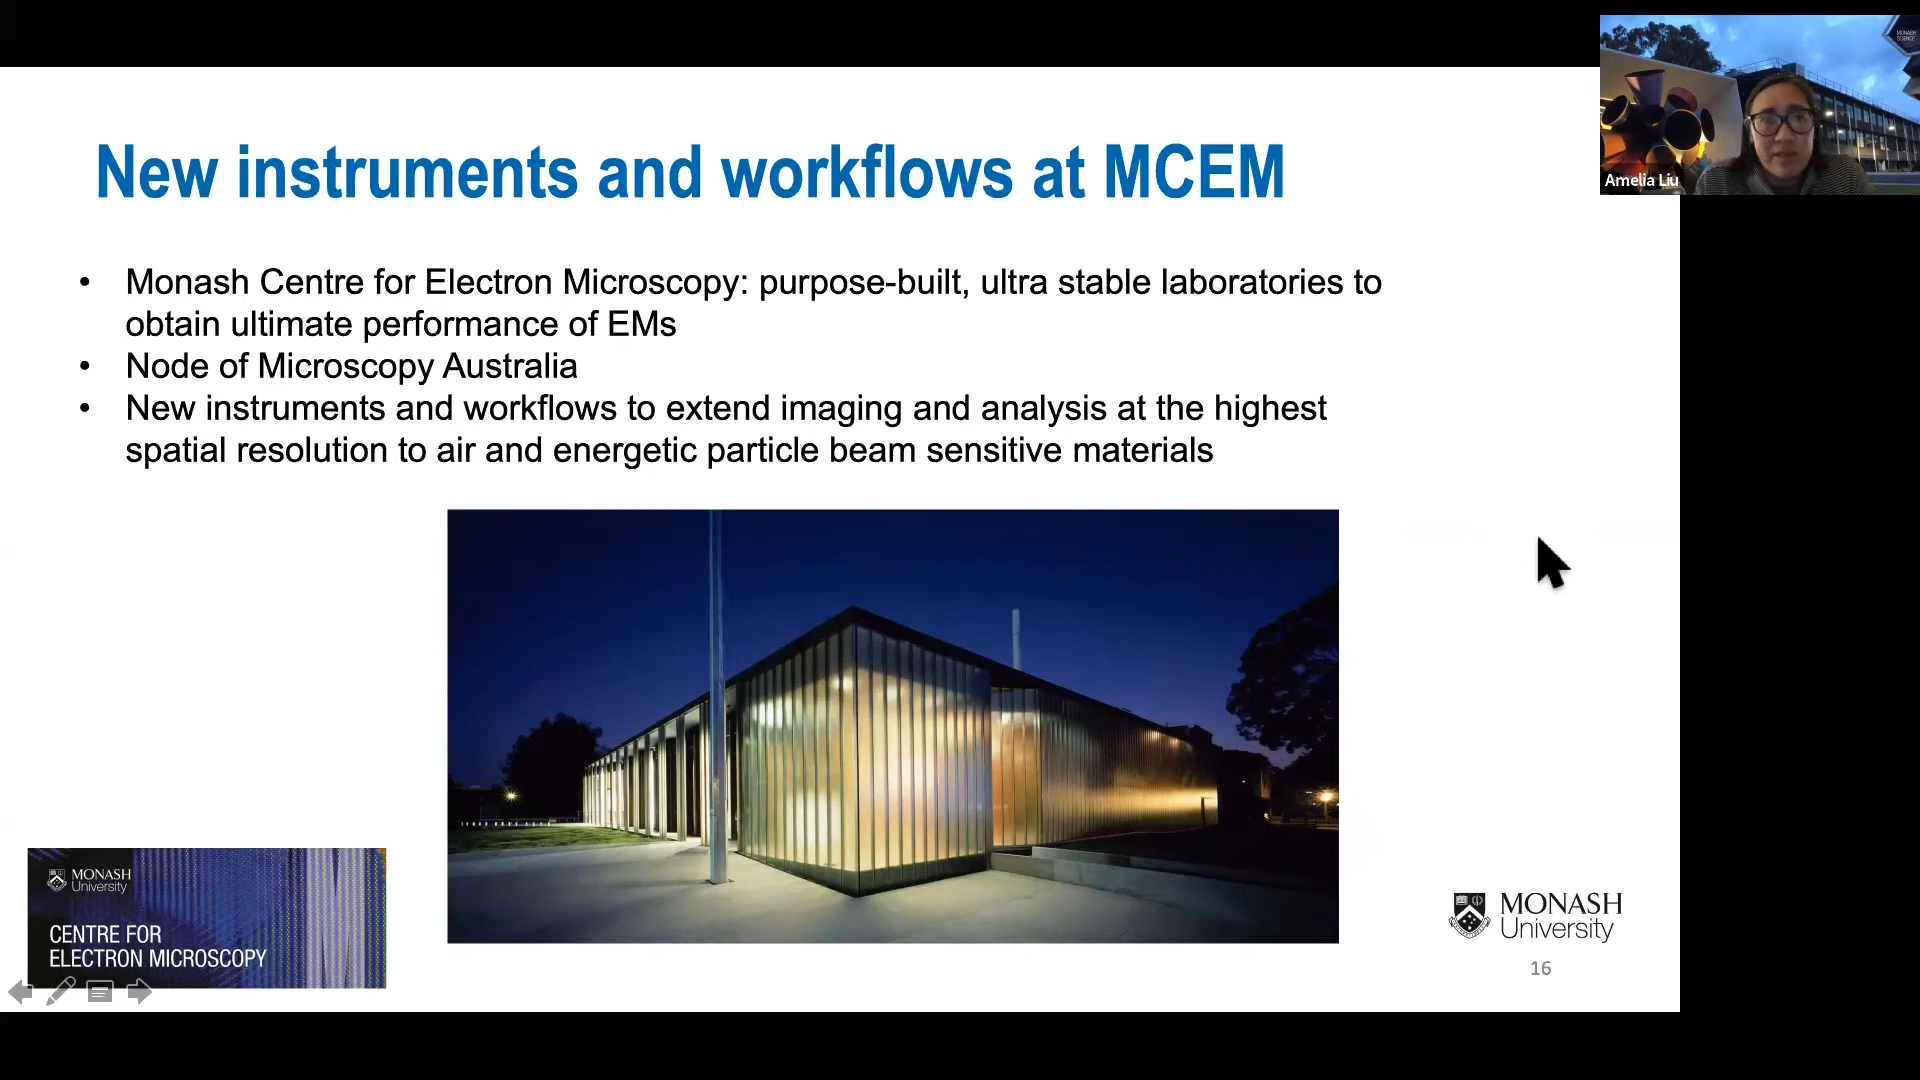 MONASH
SCIENCE
Amelia Liu
New instruments and workflows at MCEM
• Monash Centre for Electron Microscopy: purpose-built, ultra stable laboratories to
obtain ultimate performance of EMs
• Node of Microscopy Australia
• New instruments and workflows to extend imaging and analysis at the highest
spatial resolution to air and energetic particle beam sensitive materials
MONASH
University
CENTRE FOR
ELECTRON MICROSCOPY
MONASH
University
16